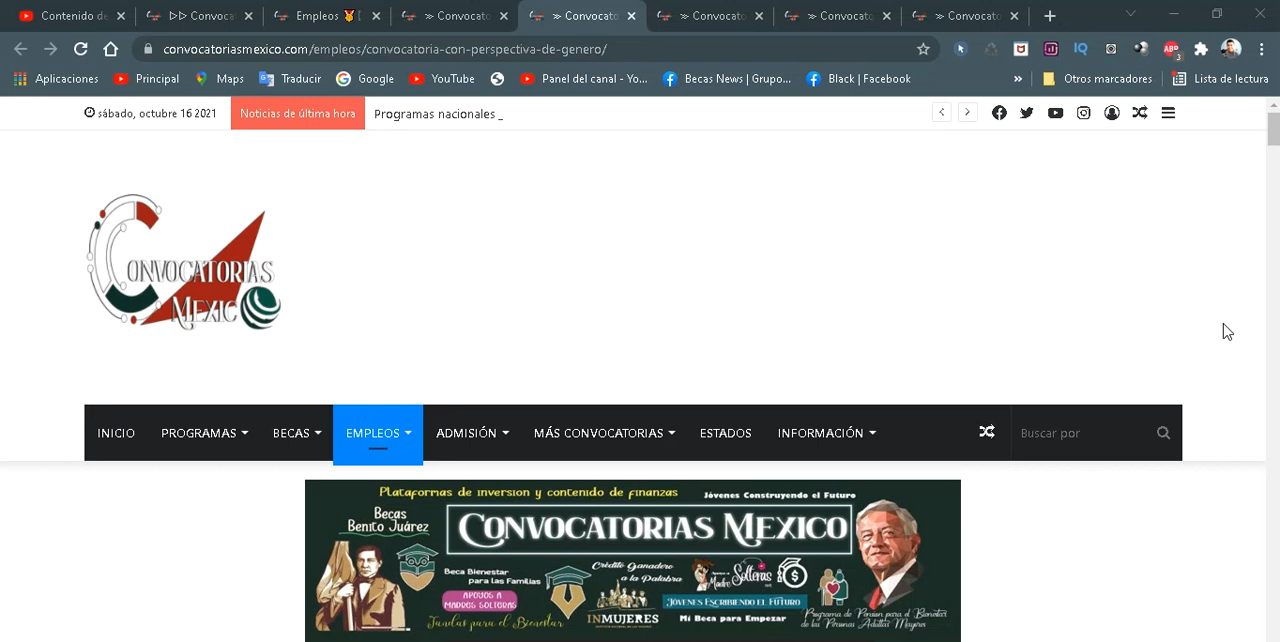 Contenido de
▷▷ Convoca
Empleos 🏅 [
≫ Convocato
≫ Convocato
≫ Convocato
≫ Convocato
≫ Convocato
convocatoriasmexico.com/empleos/convocatoria-con-perspectiva-de-genero/
IQ
ABP
3
Aplicaciones
Principal
Maps
Traducir
Google
YouTube
Panel del canal - Yo...
Becas News | Grupo...
Black | Facebook
»
Otros marcadores
Lista de lectura
sábado, octubre 16 2021
Noticias de última hora
Programas nacionales _
CONVOCATORIAS
MEXICO
INICIO
PROGRAMAS
BECAS
EMPLEOS
ADMISIÓN
MÁS CONVOCATORIAS
ESTADOS
INFORMACIÓN
Buscar por
Plataformas de inversion y contenido de finanzas
Jóvenes Construyendo el Futuro
Becas
Benito Juárez
CONVOCATORIAS MEXICO
Beca Bienestar
para las Familias
Crédito Ganadero
a la Palabra
Madre
Solteras
APOYOS A
MADRES SOLTERAS
Tandas para el Bienestar
INMUJERES
JÓVENES ESCRIBIENDO EL FUTURO
Mi Beca para Empezar
Programa de Pension para el Bienestar
de las Personas Adultas Mayores